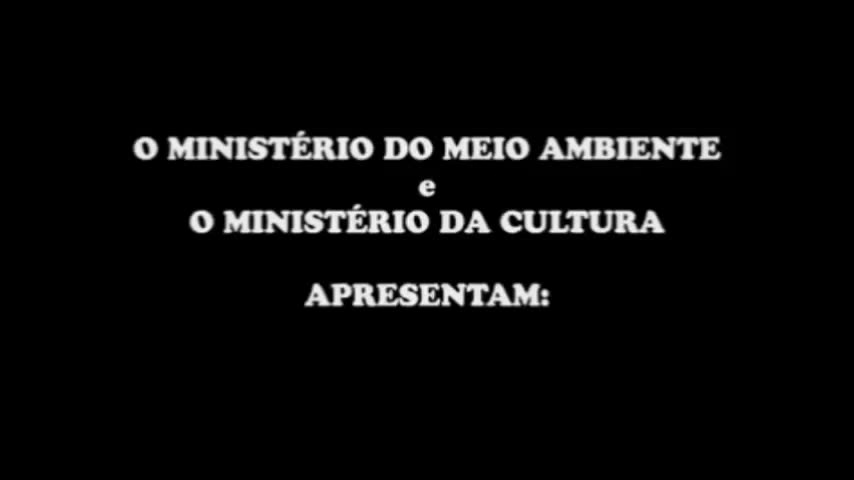 O MINISTÉRIO DO MEIO AMBIENTE
e
O MINISTÉRIO DA CULTURA
APRESENTAM: